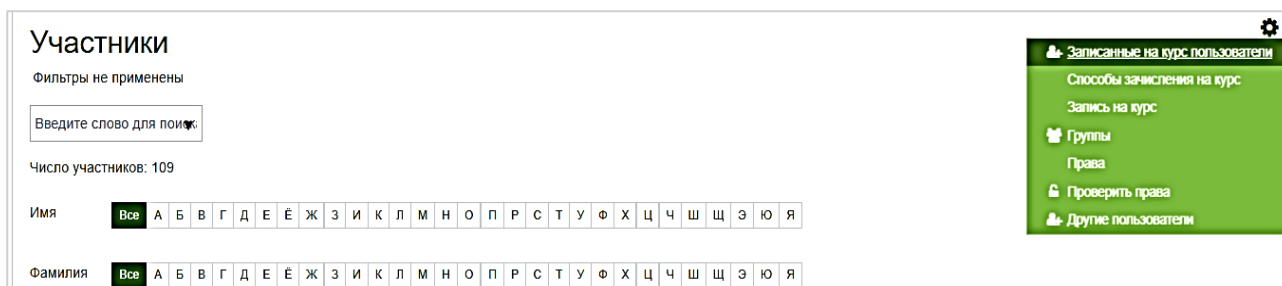 Участники
Фильтры не применены
Введите слово для поиска
Число участников: 109
Имя Все А Б В Г Д Е Ё Ж З И К Л М Н О П Р С Т У Ф Х Ц Ч Ш Щ Э Ю Я
Фамилия Все А Б В Г Д Е Ё Ж З И К Л М Н О П Р С Т У Ф Х Ц Ч Ш Щ Э Ю Я
Записанные на курс пользователи
Способы зачисления на курс
Запись на курс
Группы
Права
Проверить права
Другие пользователи